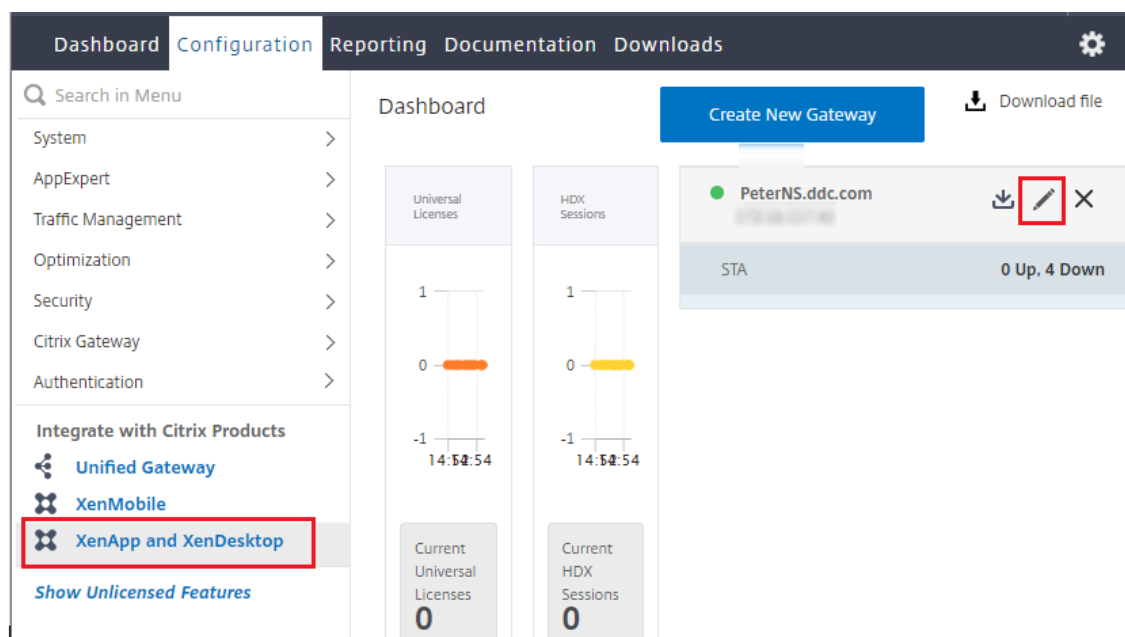 Dashboard Configuration Reporting Documentation Downloads
Search in Menu
System
AppExpert
Traffic Management
Optimization
Security
Citrix Gateway
Authentication
Integrate with Citrix Products
Unified Gateway
XenMobile
XenApp and XenDesktop
Show Unlicensed Features
Dashboard
Create New Gateway
Download file
Universal
Licenses
1
0
-1
Current
Universal
Licenses
0
HDX
Sessions
1
0
-1
Current
HDX
Sessions
0
PeterNS.ddc.com
STA 0 Up, 4 Down